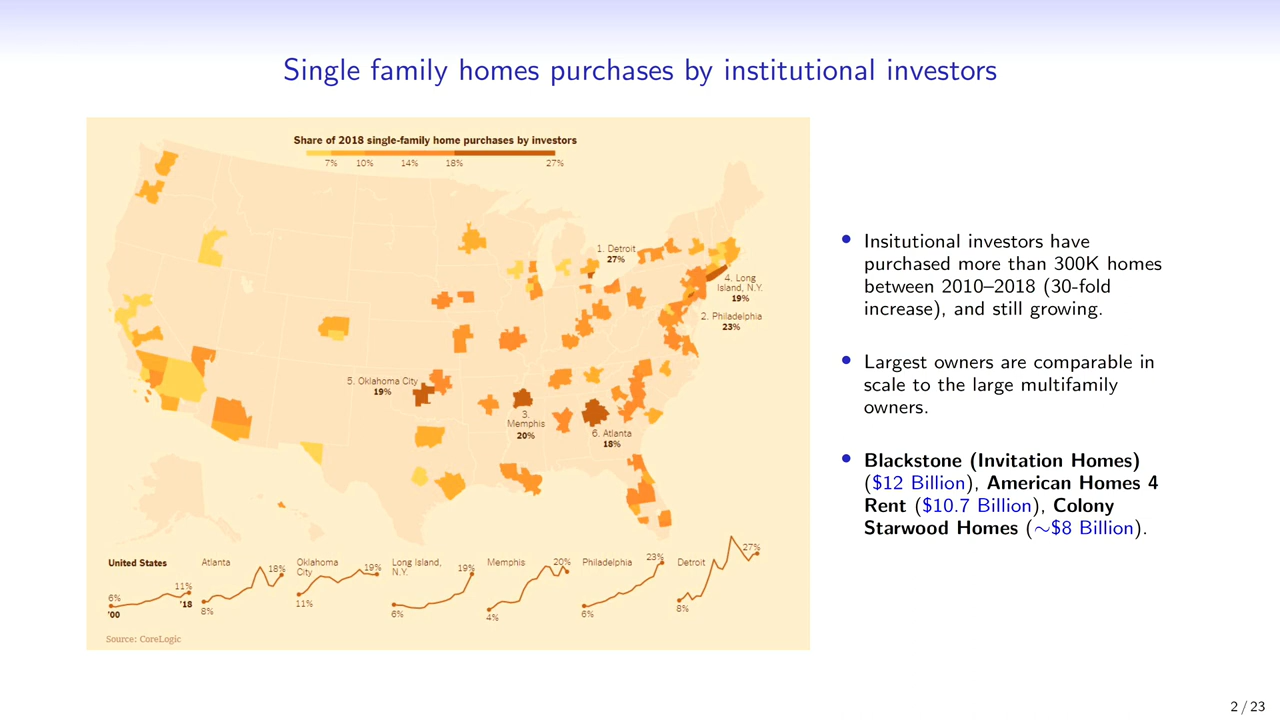 Single family homes purchases by institutional investors
Share of 2018 single-family home purchases by investors
7% 10% 14% 18% 27%
1. Detroit
27%
4. Long
Island, N.Y.
19%
2. Philadelphia
23%
5. Oklahoma City
19%
3.
Memphis
20%
6. Atlanta
18%
United States
6%
'00
11%
'18
Atlanta
8%
18%
Oklahoma
City
11%
19%
Long Island,
N.Y.
6%
19%
Memphis
4%
20%
Philadelphia
6%
23%
Detroit
8%
27%
Source: CoreLogic
• Insitutional investors have
purchased more than 300K homes
between 2010–2018 (30-fold
increase), and still growing.
• Largest owners are comparable in
scale to the large multifamily
owners.
• Blackstone (Invitation Homes)
($12 Billion), American Homes 4
Rent ($10.7 Billion), Colony
Starwood Homes (∼$8 Billion).
2 / 23